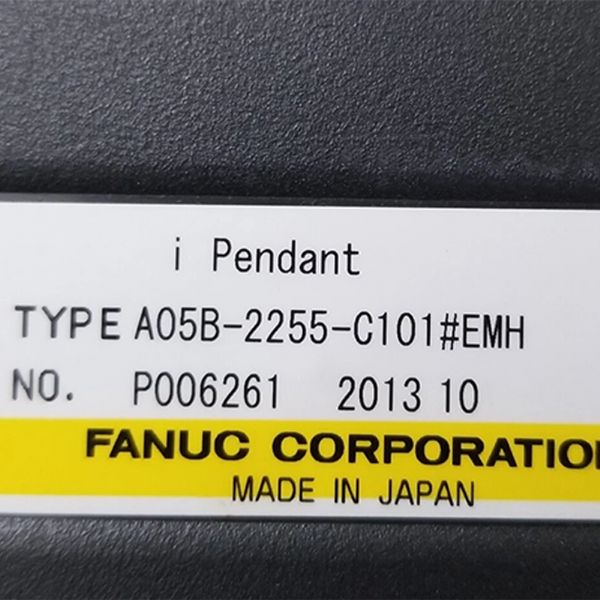 i Pendant
TYPE A05B-2255-C101#EMH
NO. P006261 2013 10
FANUC CORPORATIO
MADE IN JAPAN